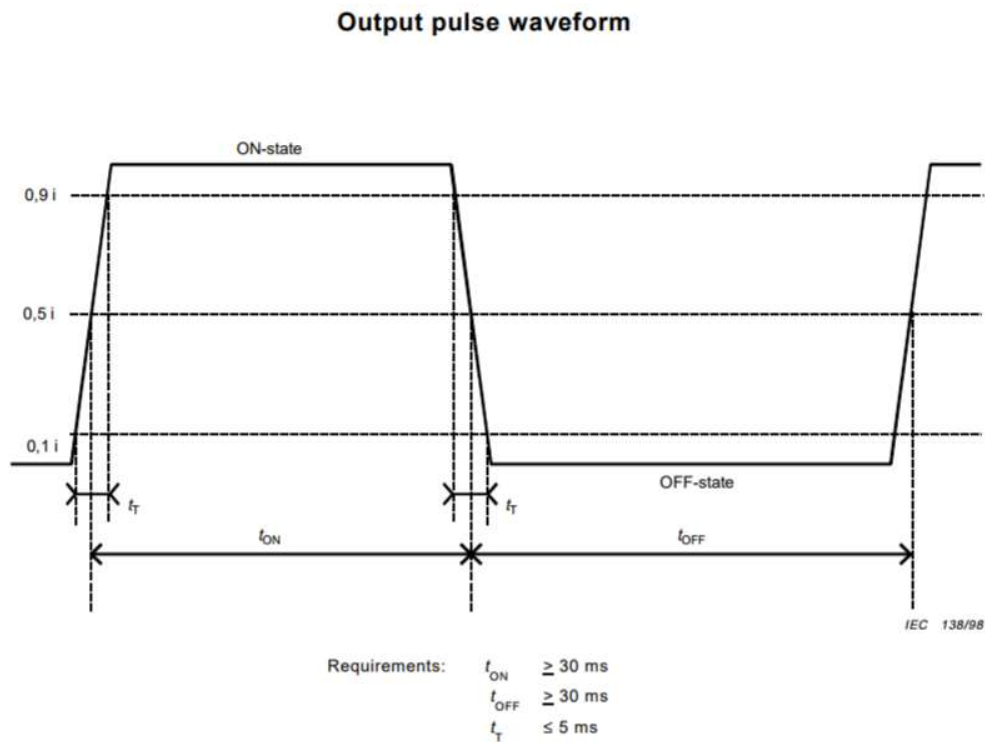 Output pulse waveform
ON-state
0,9 i
0,5 i
0,1 i
OFF-state
tT
tT
tON
tOFF
IEC 138/98
Requirements: tON ≥ 30 ms
tOFF ≥ 30 ms
tT ≤ 5 ms